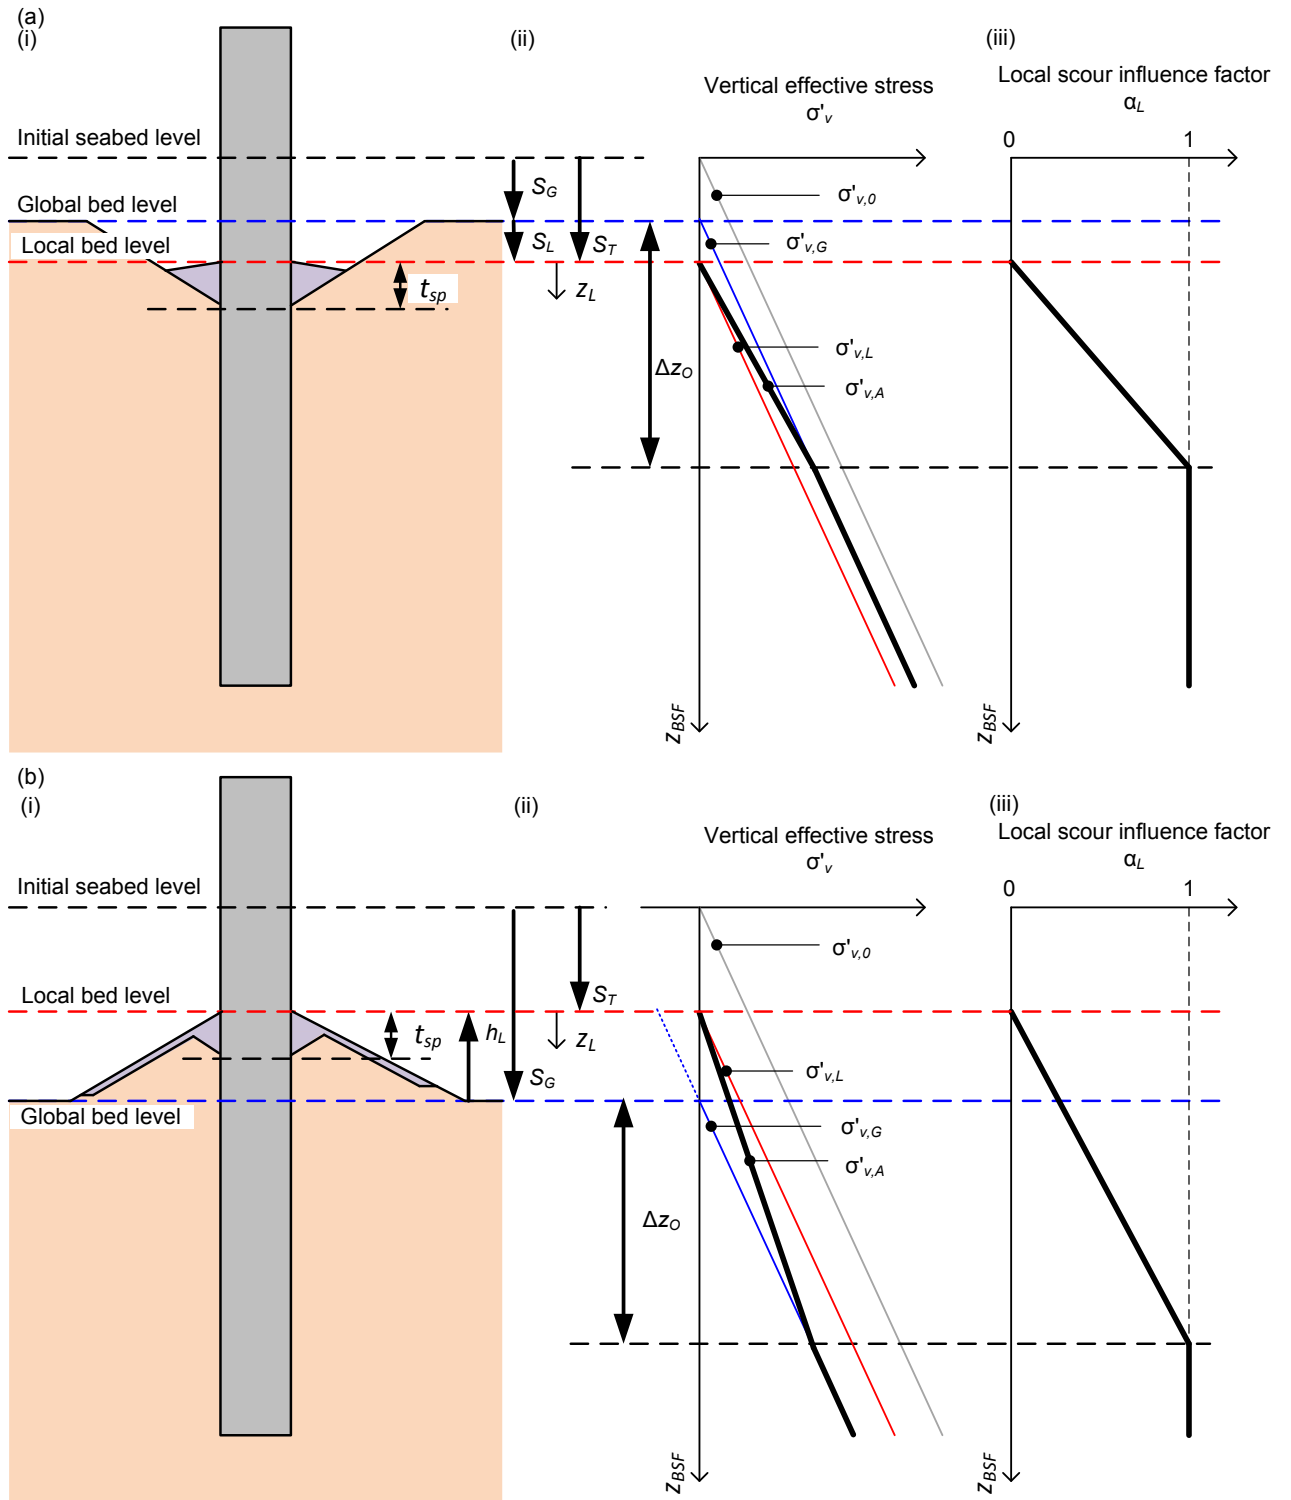 (a)
(i)
(ii)
(iii)
Vertical effective stress
σ'v
Local scour influence factor
αL
0
1
Initial seabed level
SG
σ'v,0
Global bed level
SL
ST
σ'v,G
Local bed level
tsp
zL
σ'v,L
ΔzO
σ'v,A
zBSF
zBSF
(b)
(i)
(ii)
(iii)
Vertical effective stress
σ'v
Local scour influence factor
αL
0
1
Initial seabed level
σ'v,0
Local bed level
ST
tsp
hL
zL
SG
σ'v,L
Global bed level
σ'v,G
σ'v,A
ΔzO
zBSF
zBSF